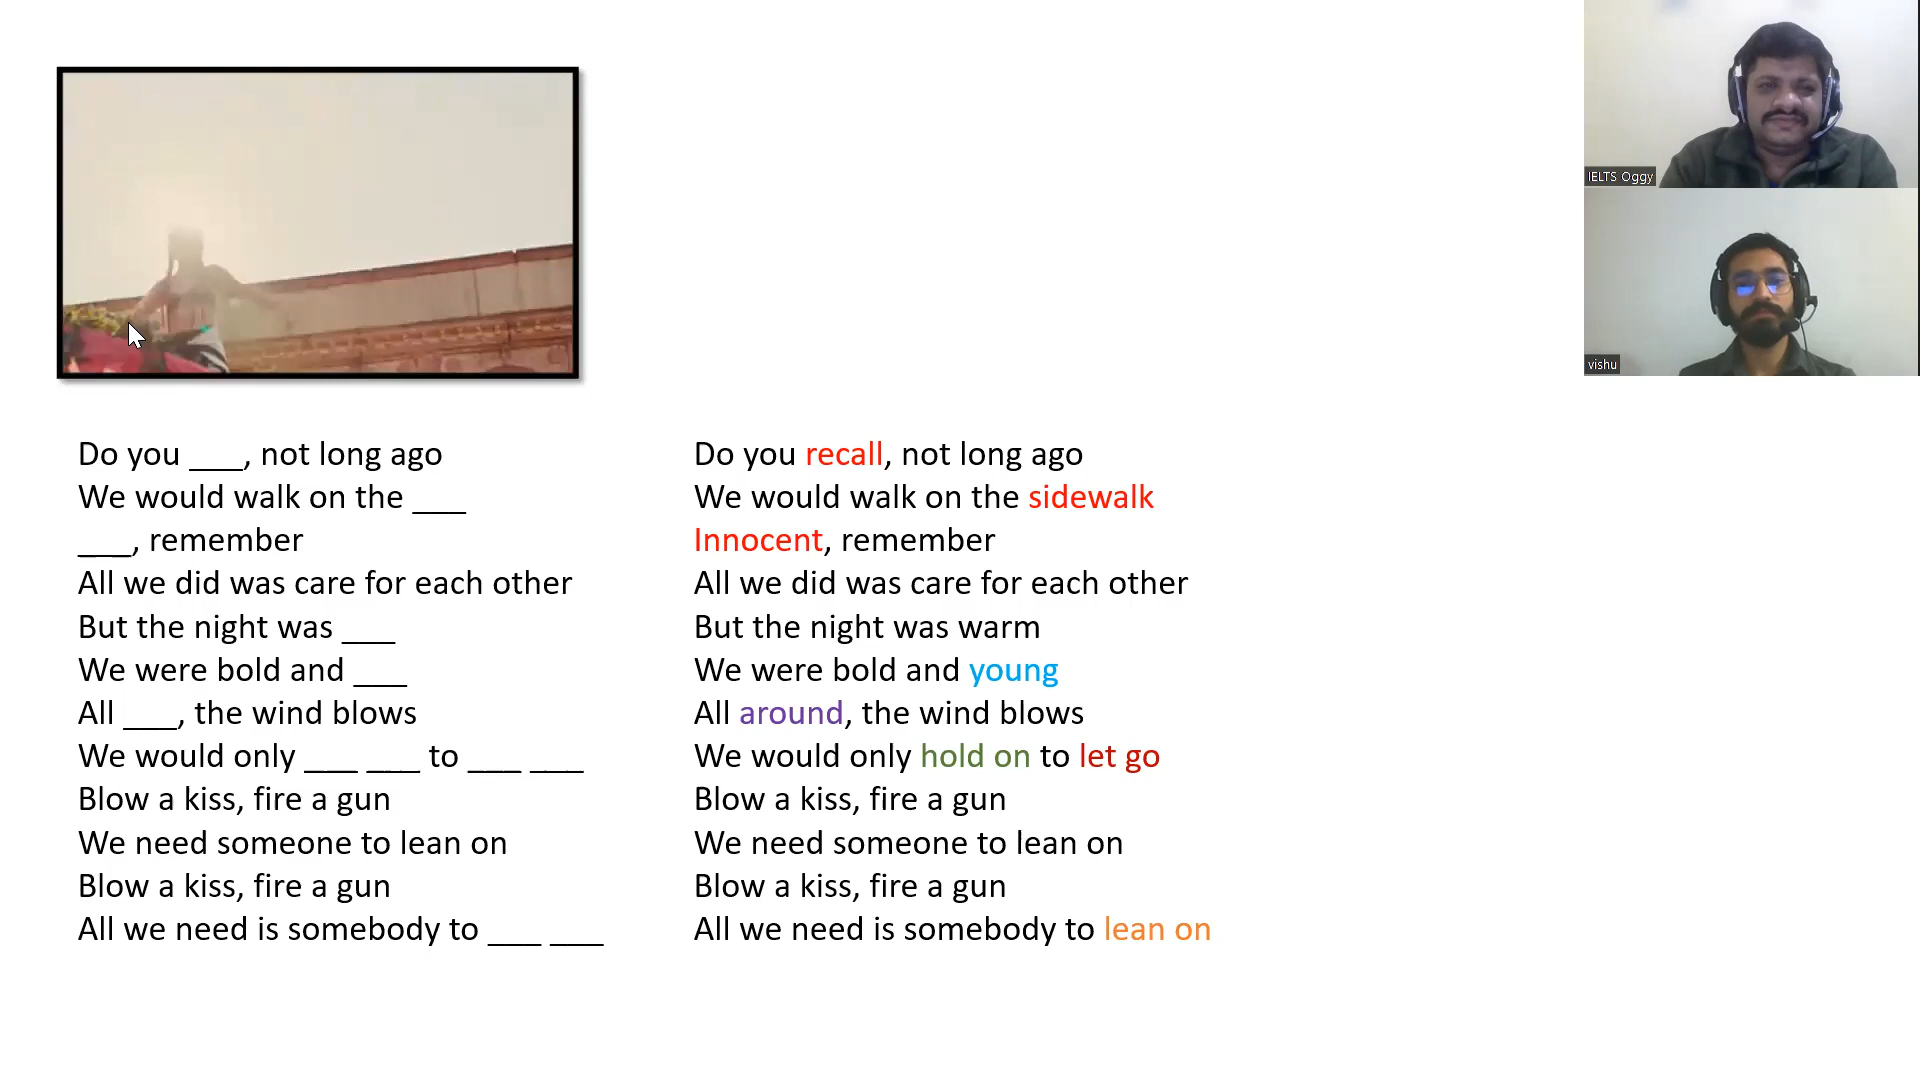 IELTS Oggy
vishu
Do you ___, not long ago
We would walk on the ___
___, remember
All we did was care for each other
But the night was ___
We were bold and ___
All ___, the wind blows
We would only ___ ___ to ___ ___
Blow a kiss, fire a gun
We need someone to lean on
Blow a kiss, fire a gun
All we need is somebody to ___ ___
Do you recall, not long ago
We would walk on the sidewalk
Innocent, remember
All we did was care for each other
But the night was warm
We were bold and young
All around, the wind blows
We would only hold on to let go
Blow a kiss, fire a gun
We need someone to lean on
Blow a kiss, fire a gun
All we need is somebody to lean on